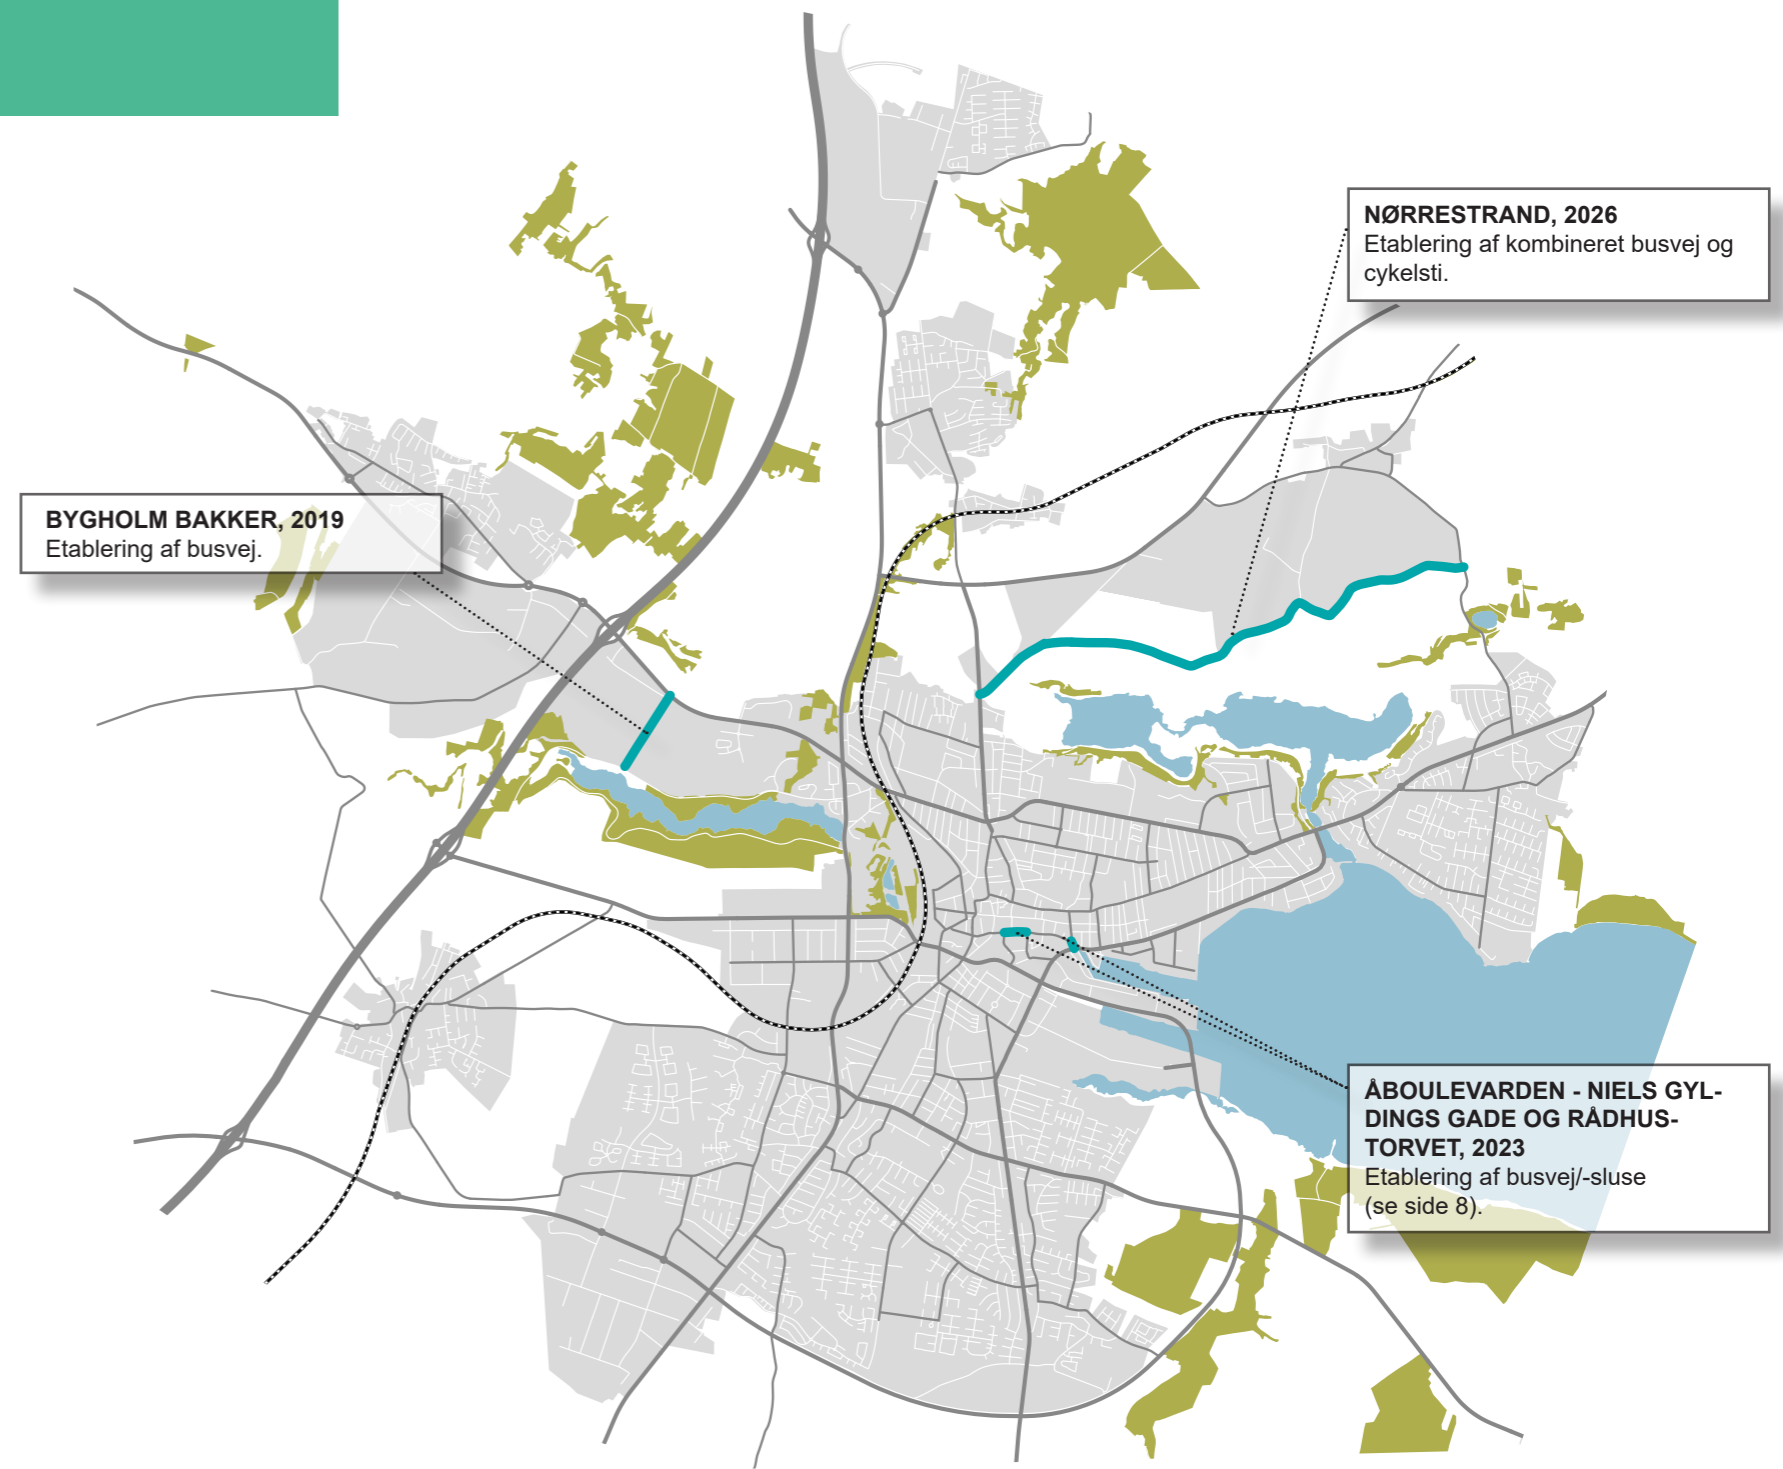 NØRRESTRAND, 2026
Etablering af kombineret busvej og
cykelsti.
BYGHOLM BAKKER, 2019
Etablering af busvej.
ÅBOULEVARDEN - NIELS GYL-
DINGS GADE OG RÅDHUS-
TORVET, 2023
Etablering af busvej/-sluse
(se side 8).